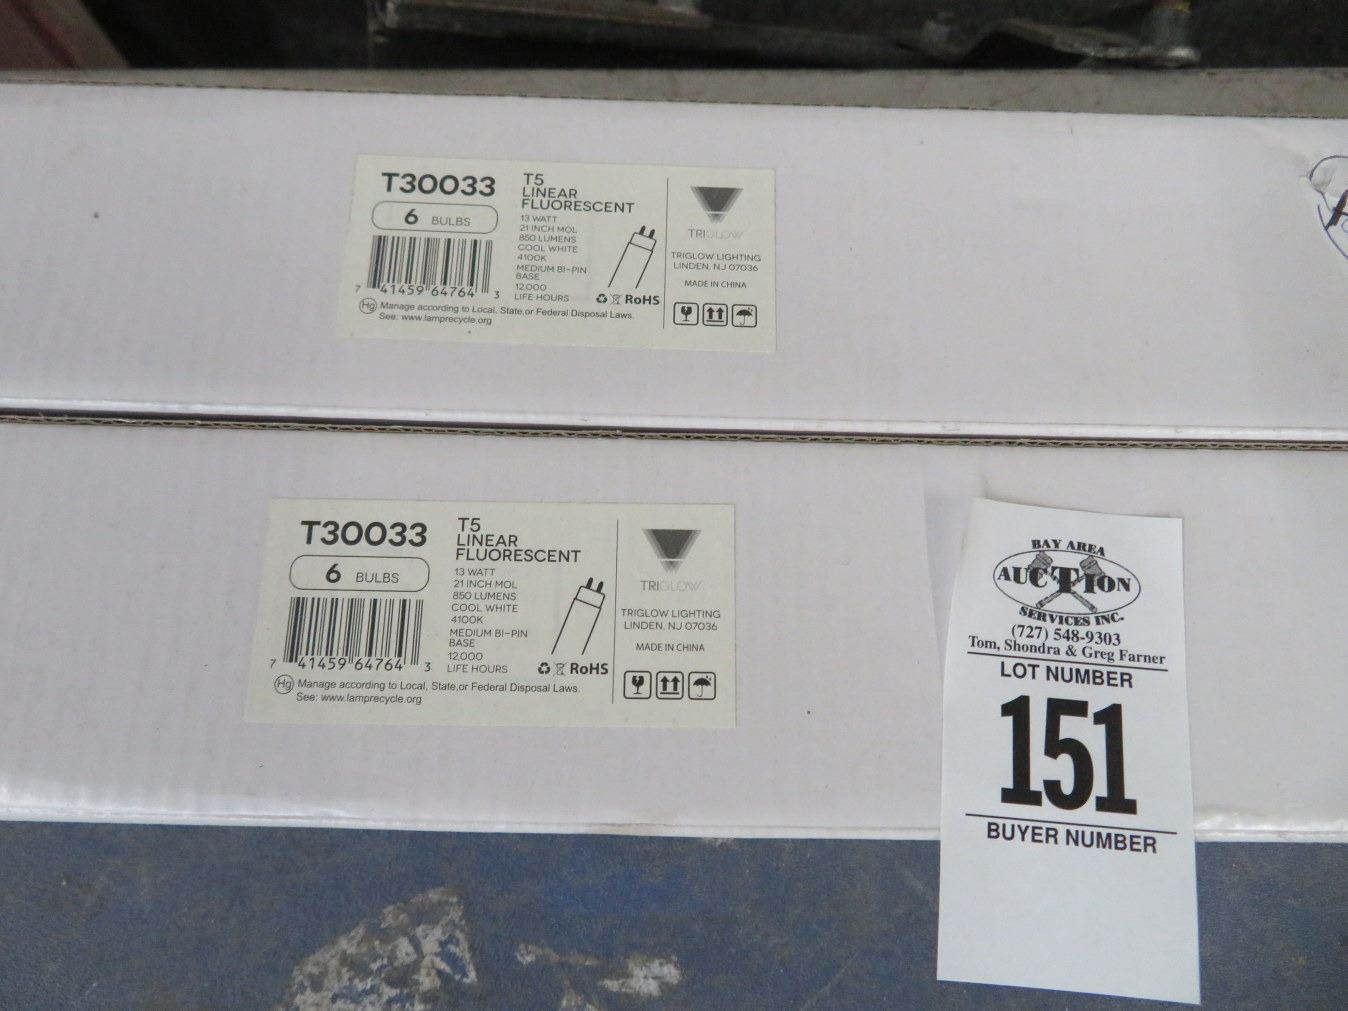 T30033
6 BULBS
7 41459 64764 3
T5
LINEAR
FLUORESCENT
13 WATT
21 INCH MOL
850 LUMENS
COOL WHITE
4100K
MEDIUM BI-PIN
BASE
12,000
LIFE HOURS
RoHS
Hg Manage according to Local, State,or Federal Disposal Laws.
See: www.lamprecycle.org
TRIGLOW
TRIGLOW LIGHTING
LINDEN, NJ 07036
MADE IN CHINA
T30033
6 BULBS
7 41459 64764 3
T5
LINEAR
FLUORESCENT
13 WATT
21 INCH MOL
850 LUMENS
COOL WHITE
4100K
MEDIUM BI-PIN
BASE
12,000
LIFE HOURS
RoHS
Hg Manage according to Local, State,or Federal Disposal Laws.
See: www.lamprecycle.org
TRIGLOW
TRIGLOW LIGHTING
LINDEN, NJ 07036
MADE IN CHINA
BAY AREA
AUCTION
SERVICES INC.
(727) 548-9303
Tom, Shondra & Greg Farner
LOT NUMBER
151
BUYER NUMBER